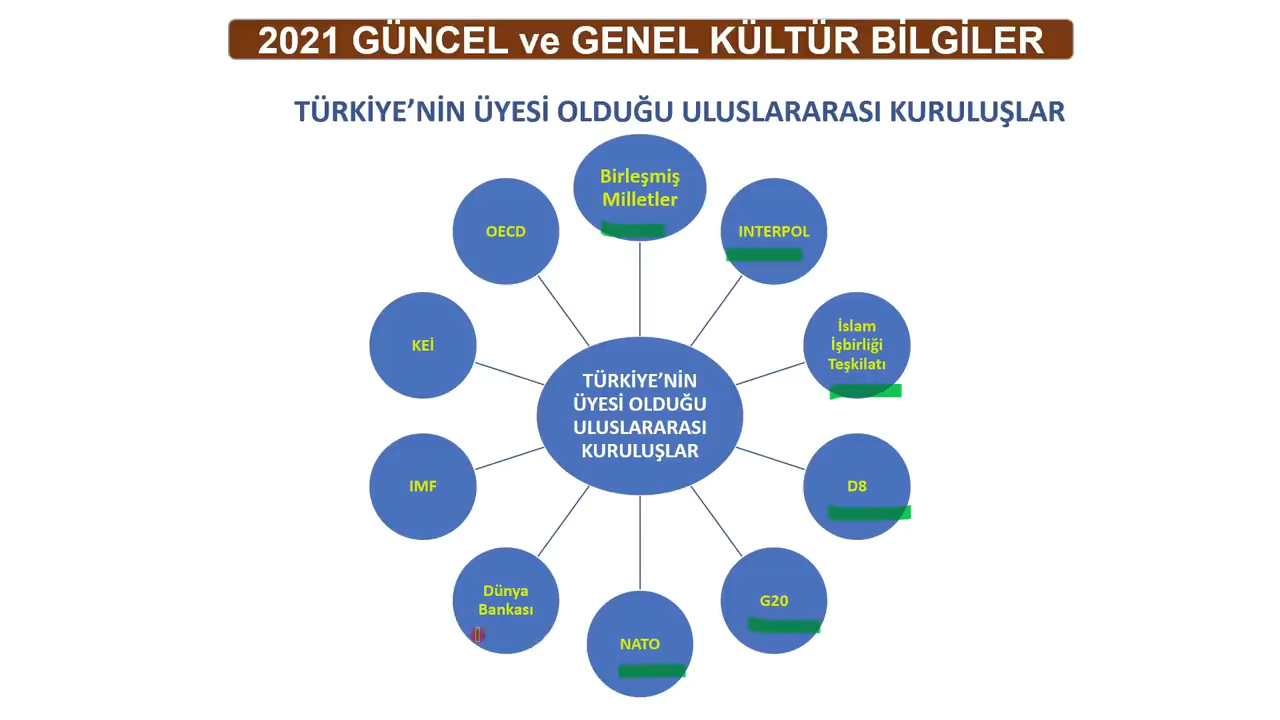 2021 GÜNCEL ve GENEL KÜLTÜR BİLGİLER
TÜRKİYE’NİN ÜYESİ OLDUĞU ULUSLARARASI KURULUŞLAR
Birleşmiş
Milletler
INTERPOL
İslam
İşbirliği
Teşkilatı
D8
G20
NATO
Dünya
Bankası
IMF
KEİ
OECD
TÜRKİYE’NİN
ÜYESİ OLDUĞU
ULUSLARARASI
KURULUŞLAR